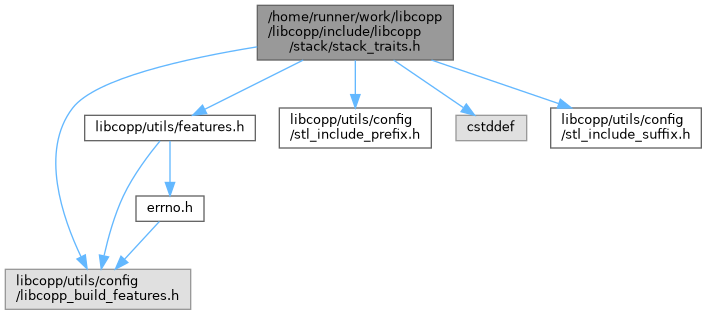 /home/runner/work/libcopp
/libcopp/include/libcopp
/stack/stack_traits.h
libcopp/utils/features.h
libcopp/utils/config
/stl_include_prefix.h
cstddef
libcopp/utils/config
/stl_include_suffix.h
errno.h
libcopp/utils/config
/libcopp_build_features.h